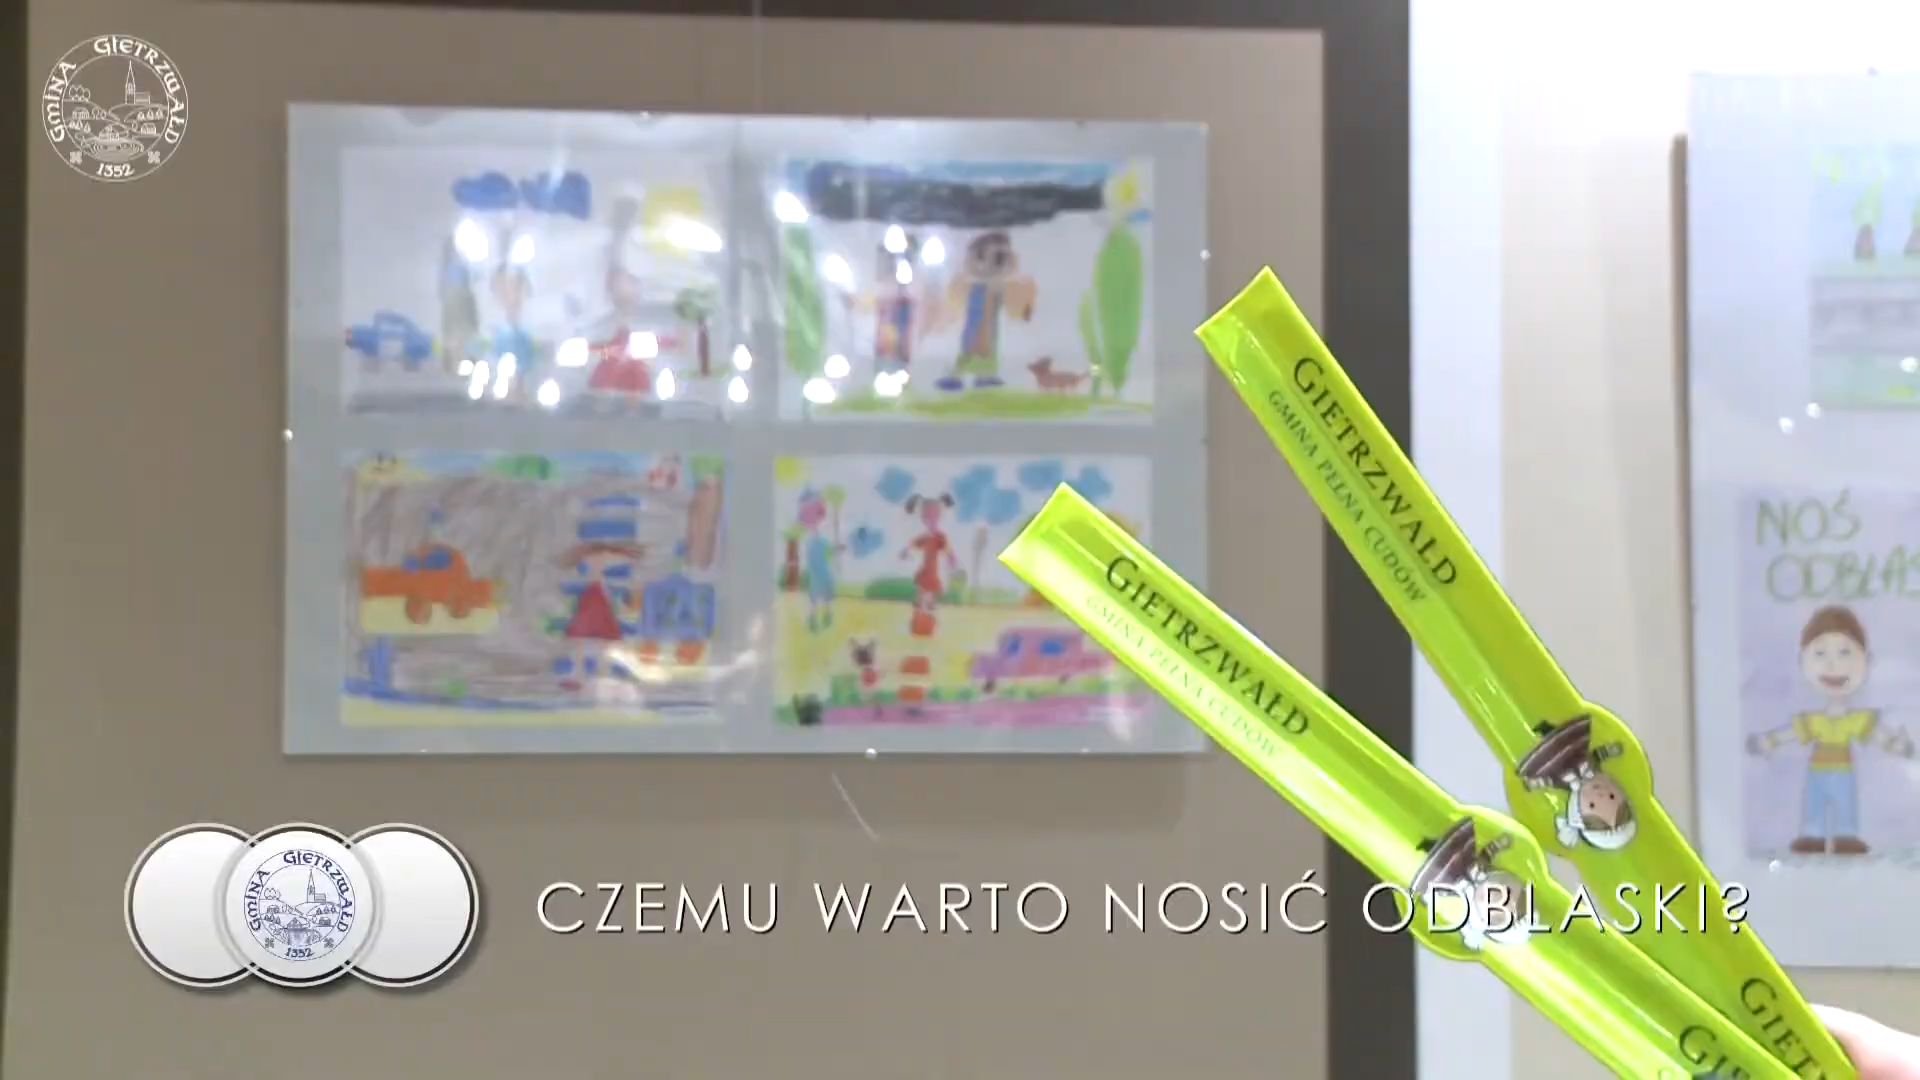 GMINA GIETRZWAŁD
1352
GIETRZWAŁD
GMINA PEŁNA CUDÓW
GIETRZWAŁD
GMINA PEŁNA CUDÓW
NOŚ
GMINA GIETRZWAŁD
1352
CZEMU WARTO NOSIĆ ODBLASKI?